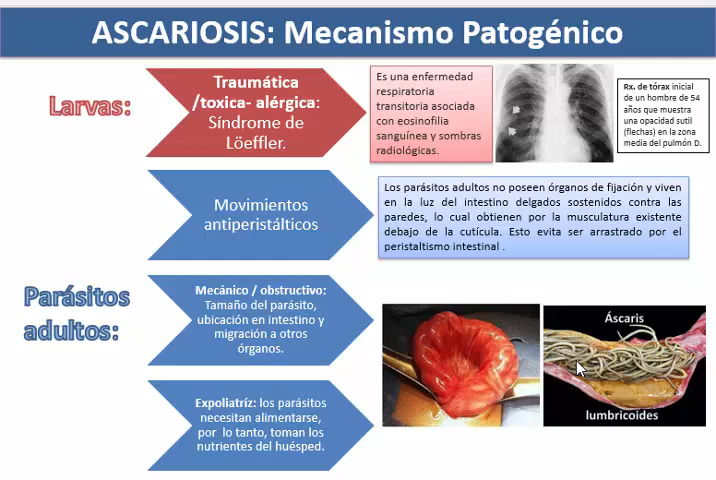 ASCARIOSIS: Mecanismo Patogénico
Larvas:
Traumática
/toxica- alérgica:
Síndrome de
Löeffler.
Es una enfermedad
respiratoria
transitoria asociada
con eosinofilia
sanguínea y sombras
radiológicas.
Rx. de tórax inicial
de un hombre de 54
años que muestra
una opacidad sutil
(flechas) en la zona
media del pulmón D.
Movimientos
antiperistálticos
Los parásitos adultos no poseen órganos de fijación y viven
en la luz del intestino delgados sostenidos contra las
paredes, lo cual obtienen por la musculatura existente
debajo de la cutícula. Esto evita ser arrastrado por el
peristaltismo intestinal .
Parásitos
adultos:
Mecánico / obstructivo:
Tamaño del parásito,
ubicación en intestino y
migración a otros
órganos.
Áscaris
lumbricoides
Expoliatríz: los parásitos
necesitan alimentarse,
por lo tanto, toman los
nutrientes del huésped.